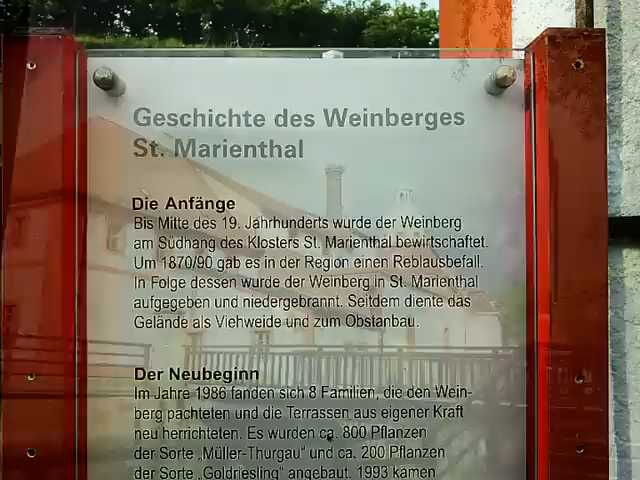 Geschichte des Weinberges
St. Marienthal
Die Anfänge
Bis Mitte des 19. Jahrhunderts wurde der Weinberg
am Südhang des Klosters St. Marienthal bewirtschaftet.
Um 1870/90 gab es in der Region einen Reblausbefall.
In Folge dessen wurde der Weinberg in St. Marienthal
aufgegeben und niedergebrannt. Seitdem diente das
Gelände als Viehweide und zum Obstanbau.
Der Neubeginn
Im Jahre 1986 fanden sich 8 Familien, die den Wein-
berg pachteten und die Terrassen aus eigener Kraft
neu herrichteten. Es wurden ca. 800 Pflanzen
der Sorte „Müller-Thurgau“ und ca. 200 Pflanzen
der Sorte „Goldriesling“ angebaut. 1993 kamen